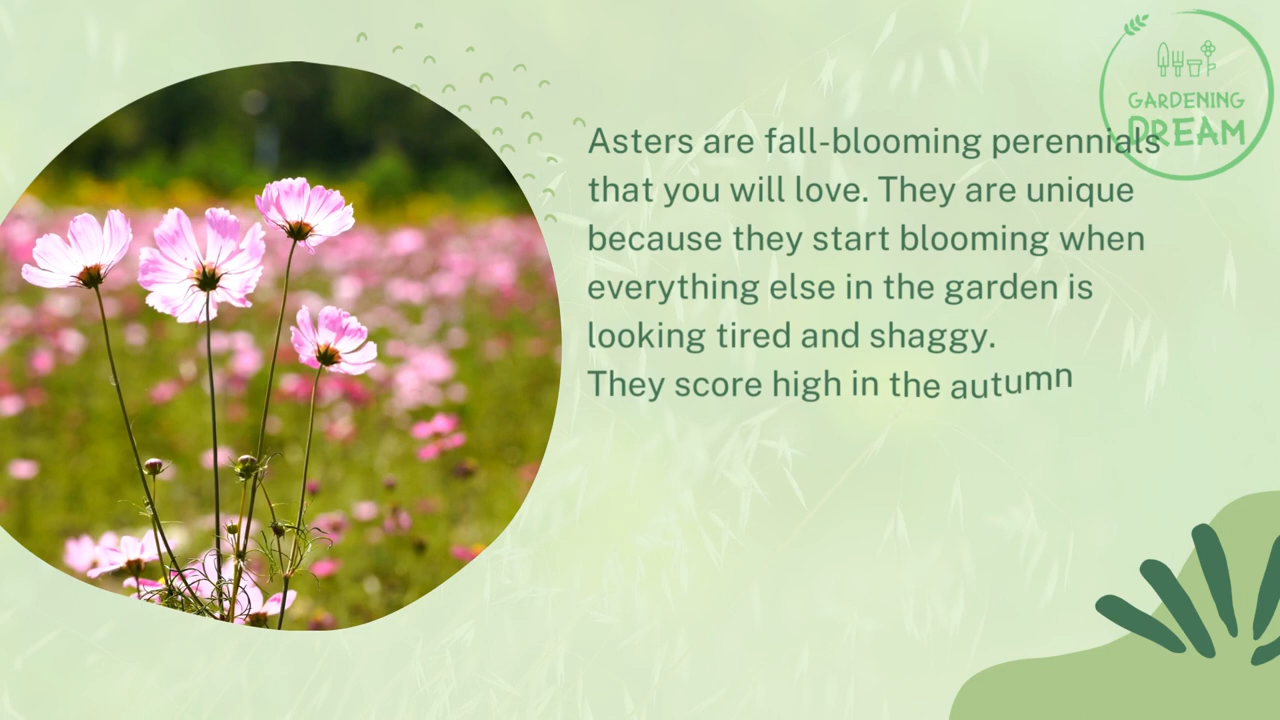 GARDENING
DREAM
Asters are fall-blooming perennials
that you will love. They are unique
because they start blooming when
everything else in the garden is
looking tired and shaggy.
They score high in the autumn